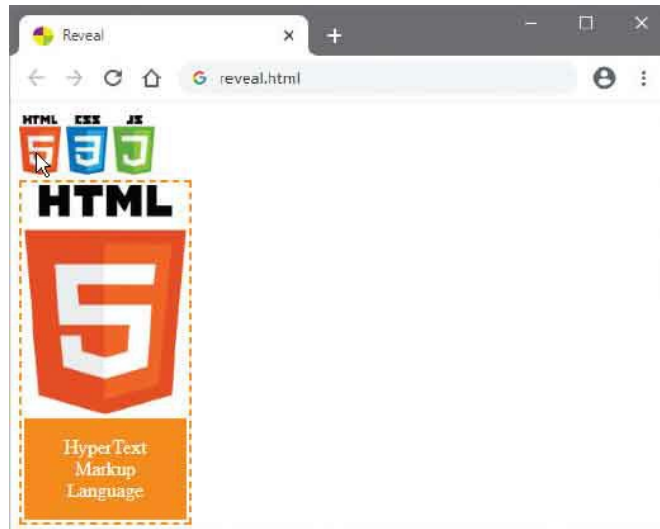 Reveal
reveal.html
HTML CSS JS
5 3 J
HTML
5
HyperText
Markup
Language